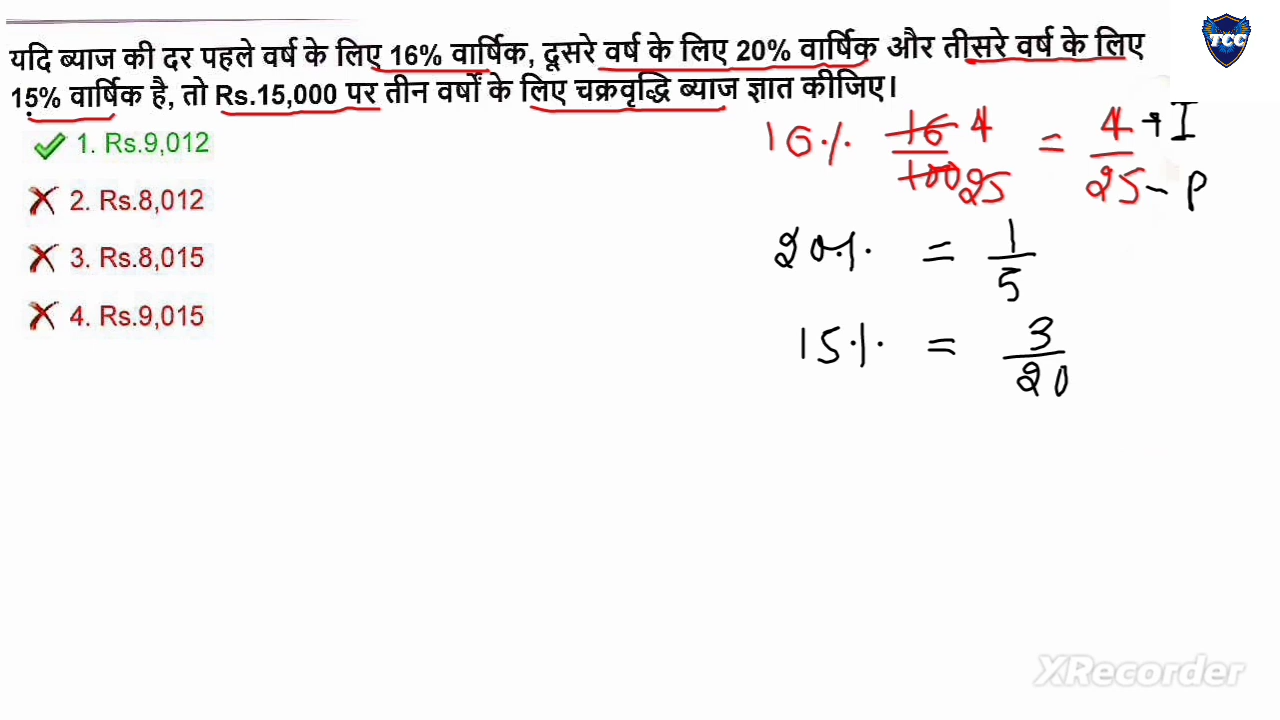 यदि ब्याज की दर पहले वर्ष के लिए 16% वार्षिक, दूसरे वर्ष के लिए 20% वार्षिक और तीसरे वर्ष के लिए
15% वार्षिक है, तो Rs.15,000 पर तीन वर्षों के लिए चक्रवृद्धि ब्याज ज्ञात कीजिए।
1. Rs.9,012
2. Rs.8,012
3. Rs.8,015
4. Rs.9,015
16% 16/100 4/25 = 4/25 → I - P
20% = 1/5
15% = 3/20
TCC
XRecorder